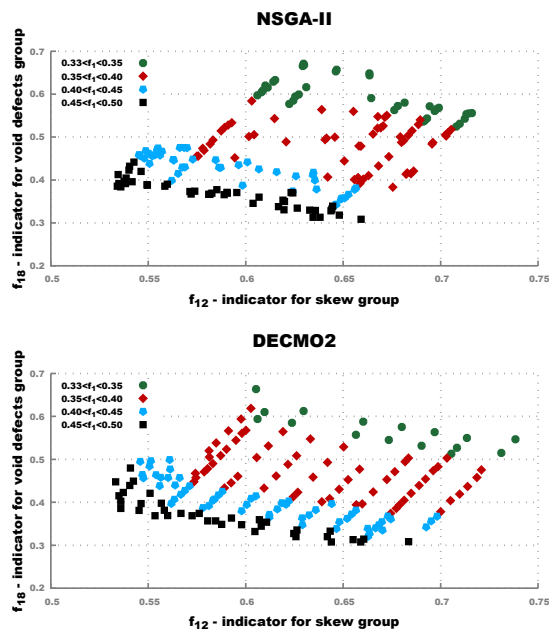 NSGA-II
f18 - indicator for void defects group
0.7
0.6
0.5
0.4
0.3
0.2
0.33<f1<0.35
0.35<f1<0.40
0.40<f1<0.45
0.45<f1<0.50
0.5
0.55
0.6
0.65
0.7
0.75
f12 - indicator for skew group
DECMO2
f18 - indicator for void defects group
0.7
0.6
0.5
0.4
0.3
0.2
0.33<f1<0.35
0.35<f1<0.40
0.40<f1<0.45
0.45<f1<0.50
0.5
0.55
0.6
0.65
0.7
0.75
f12 - indicator for skew group